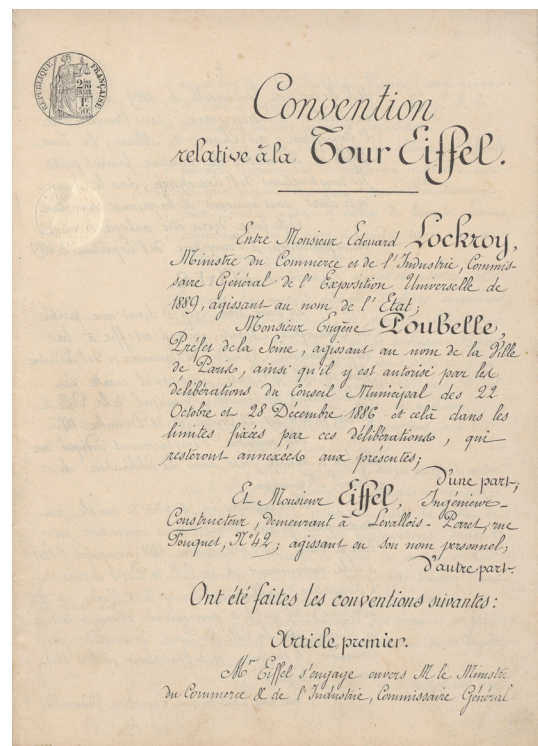 RÉPUBLIQUE FRANÇAISE
Convention
relative à la Tour Eiffel.
Entre Monsieur Edouard Lockroy,
Ministre du Commerce et de l'Industrie, Commis-
saire Général de l'Exposition Universelle de
1889, agissant au nom de l'Etat;
Monsieur Eugène Poubelle,
Préfet de la Seine, agissant au nom de la Ville
de Paris, ainsi qu'il y est autorisé par les
délibérations du Conseil Municipal des 22
Octobre et 28 Décembre 1886 et celà dans les
limites fixées par ces délibérations, qui
resteront annexées aux présentes;
D'une part;
Et Monsieur Eiffel, Ingénieur-
Constructeur, demeurant à Levallois-Perret, rue
Fouquet, N° 42; agissant en son nom personnel,
D'autre part.
Ont été faites les conventions suivantes:
Article premier.
Mr Eiffel s'engage envers M le Ministre
du Commerce & de l'Industrie, Commissaire Général